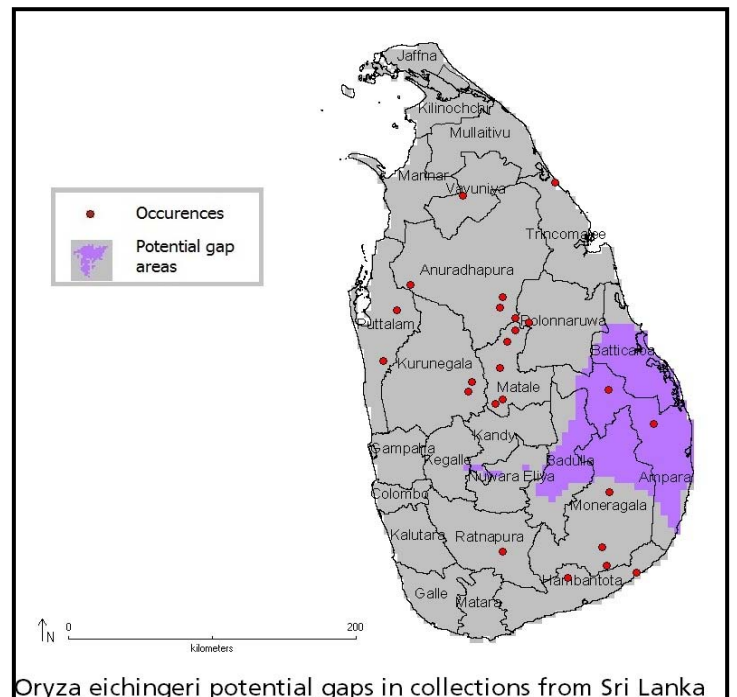 Jaffna
Kilinochchi
Mullaitivu
Mannar
Vavuniya
Occurences
Trincomalee
Potential gap
areas
Anuradhapura
Puttalam
Polonnaruwa
Batticaloa
Kurunegala
Matale
Kandy
Gampaha
Kegalle
Badulla
Nuwara Eliya
Ampara
Colombo
Moneragala
Kalutara
Ratnapura
Hambantota
Galle
Matara
N
0
200
kilometers
Oryza eichingeri potential gaps in collections from Sri Lanka